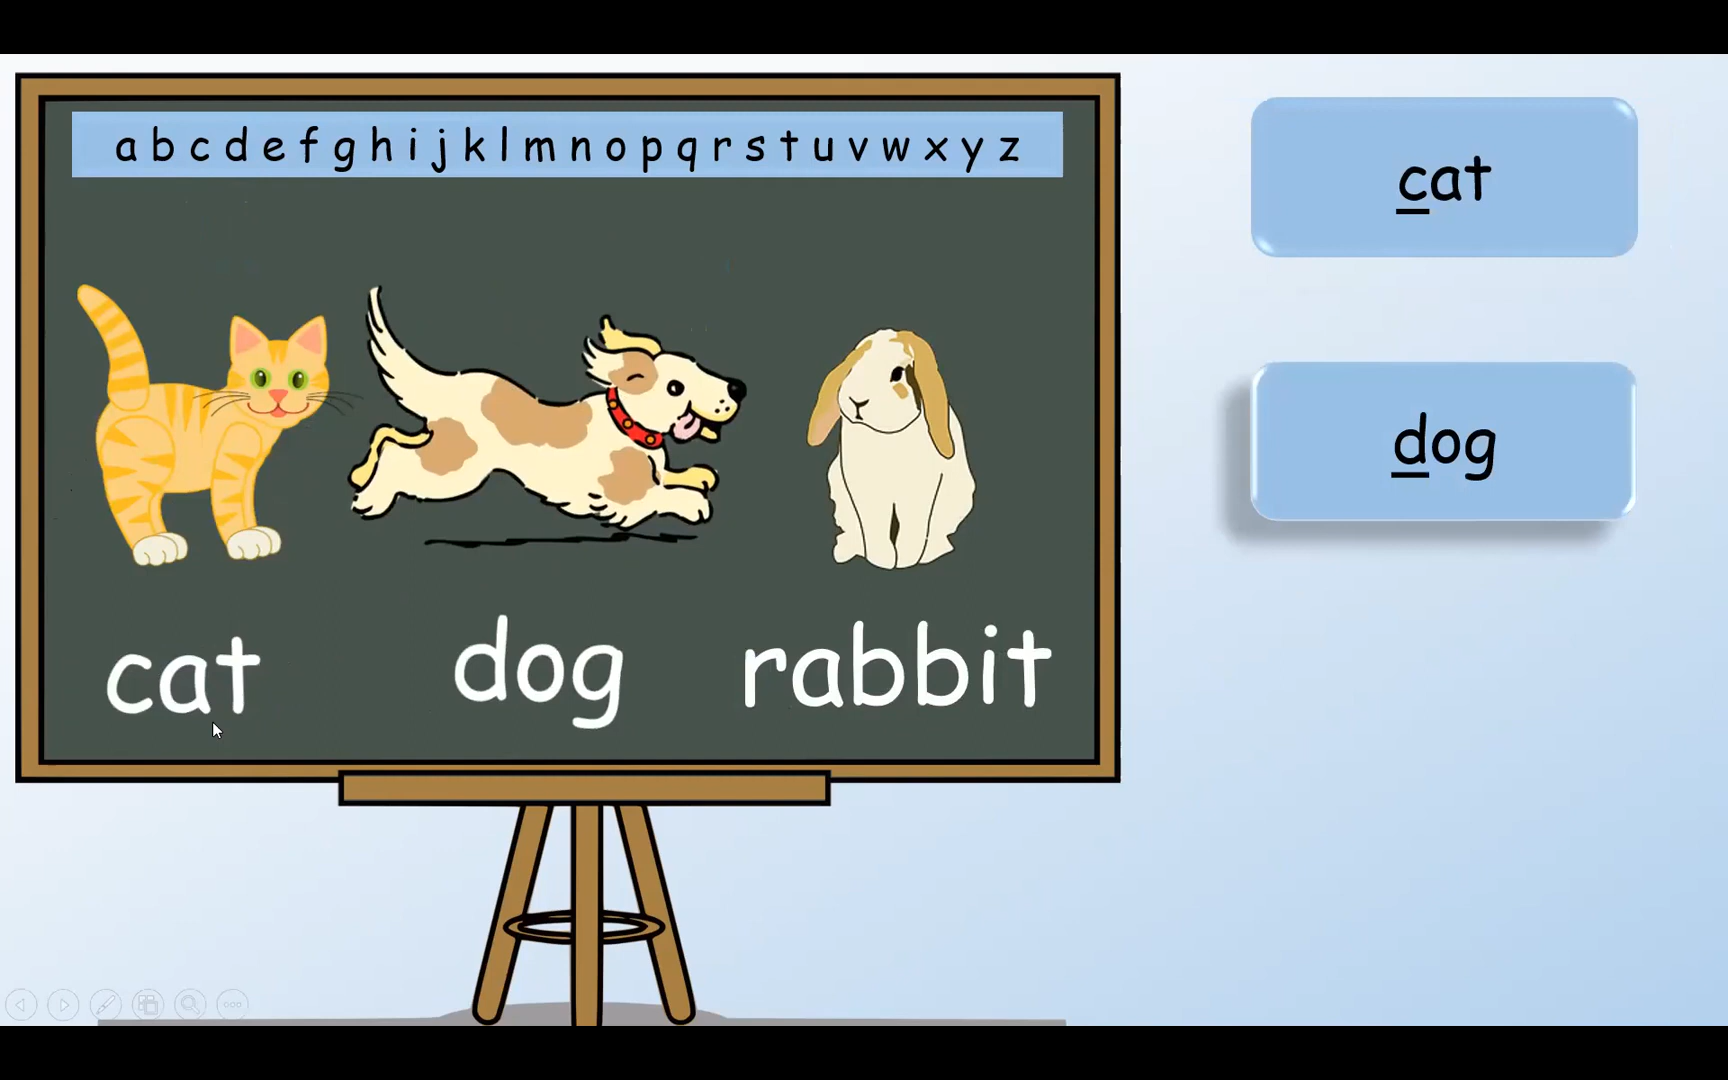 a b c d e f g h i j k l m n o p q r s t u v w x y z
cat dog rabbit
cat
dog